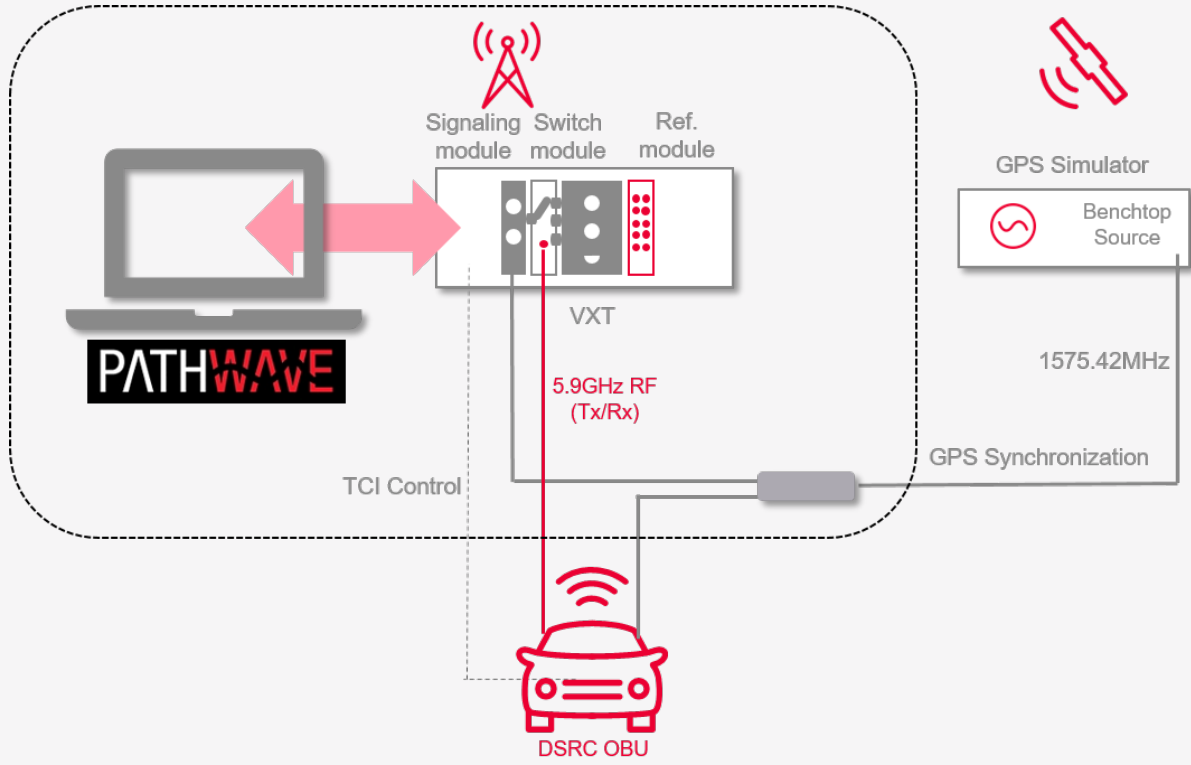 Signaling
module
Switch
module
Ref.
module
GPS Simulator
Benchtop
Source
VXT
PATHWAVE
5.9GHz RF
(Tx/Rx)
1575.42MHz
GPS Synchronization
TCI Control
DSRC OBU